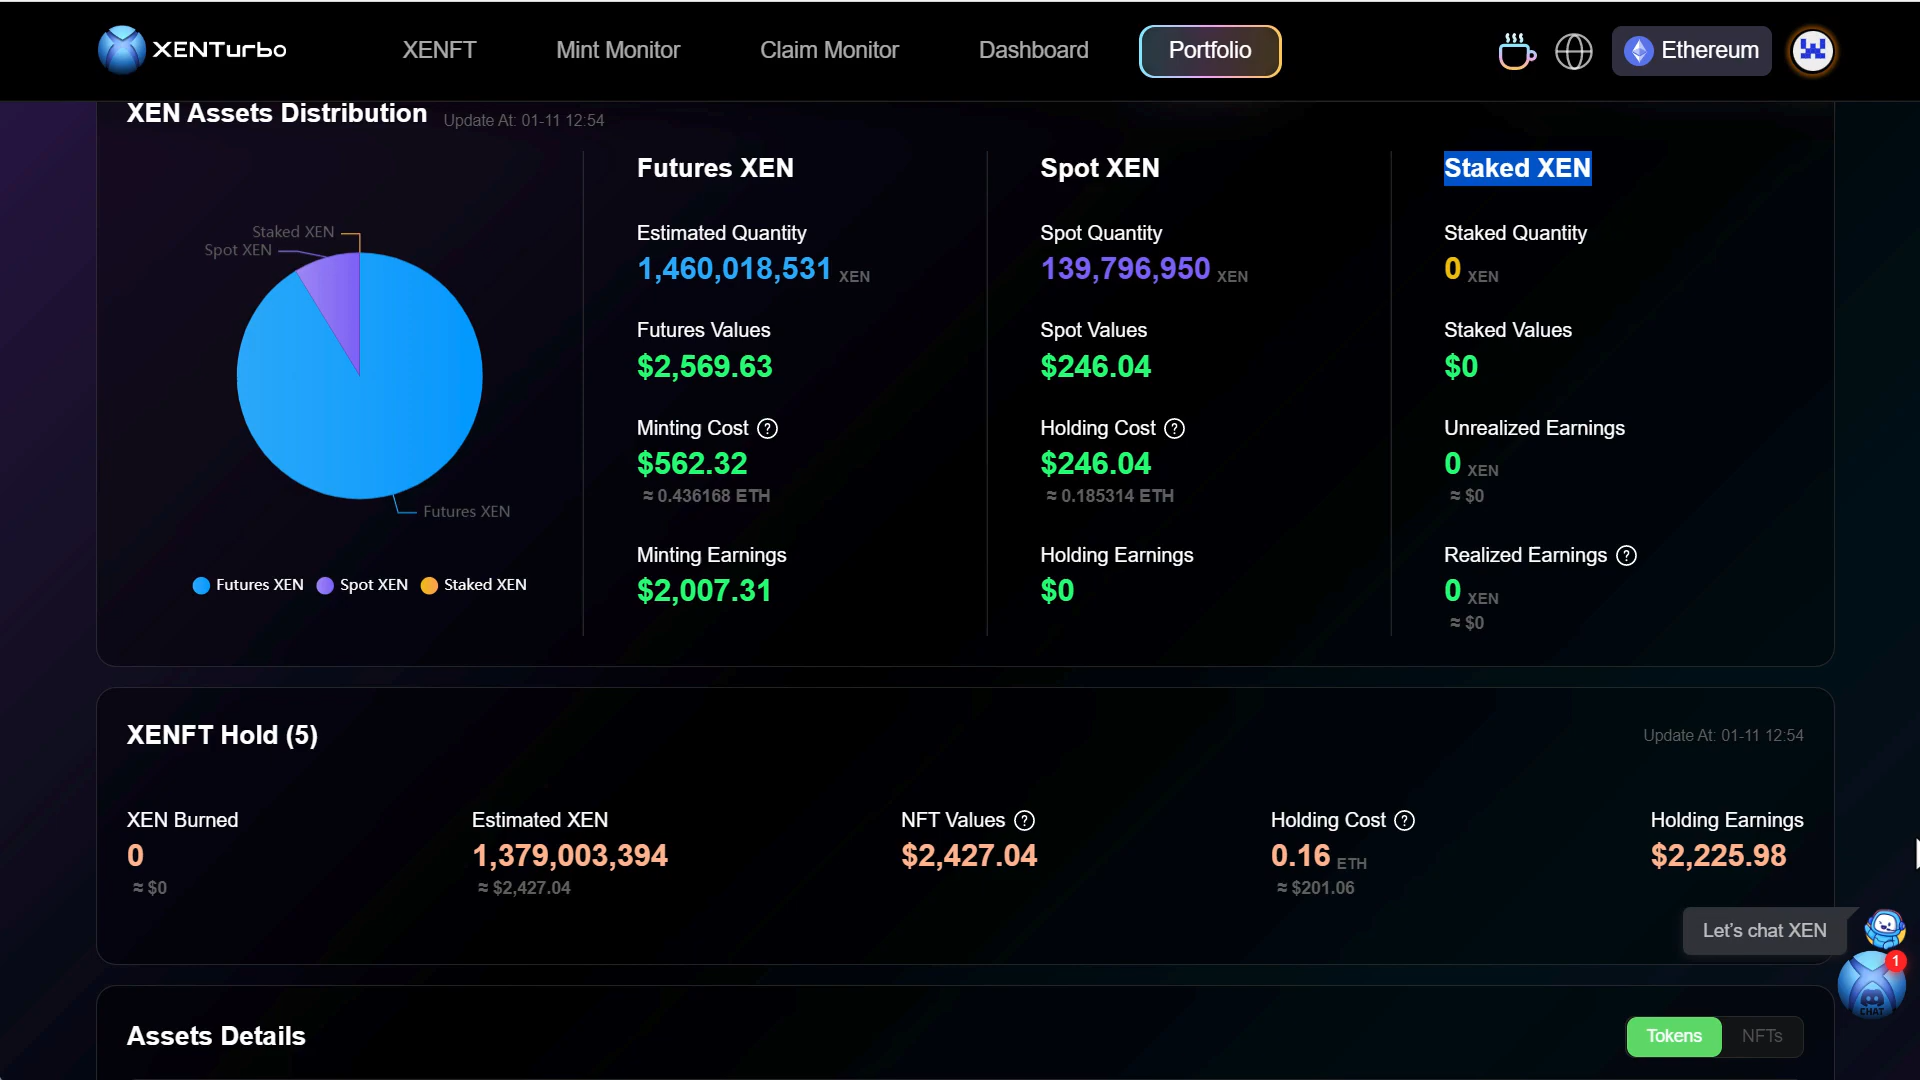 XENTurbo
XENFT
Mint Monitor
Claim Monitor
Dashboard
Portfolio
Ethereum
XEN Assets Distribution
Update At: 01-11 12:54
Staked XEN
Spot XEN
Futures XEN
Futures XEN
Spot XEN
Staked XEN
Futures XEN
Estimated Quantity
1,460,018,531 XEN
Futures Values
$2,569.63
Minting Cost ?
$562.32
≈ 0.436168 ETH
Minting Earnings
$2,007.31
Spot XEN
Spot Quantity
139,796,950 XEN
Spot Values
$246.04
Holding Cost ?
$246.04
≈ 0.185314 ETH
Holding Earnings
$0
Staked XEN
Staked Quantity
0 XEN
Staked Values
$0
Unrealized Earnings
0 XEN
≈ $0
Realized Earnings ?
0 XEN
≈ $0
XENFT Hold (5)
Update At: 01-11 12:54
XEN Burned
0
≈ $0
Estimated XEN
1,379,003,394
≈ $2,427.04
NFT Values ?
$2,427.04
Holding Cost ?
0.16 ETH
≈ $201.06
Holding Earnings
$2,225.98
Let's chat XEN
1
CHAT
Assets Details
Tokens
NFTs